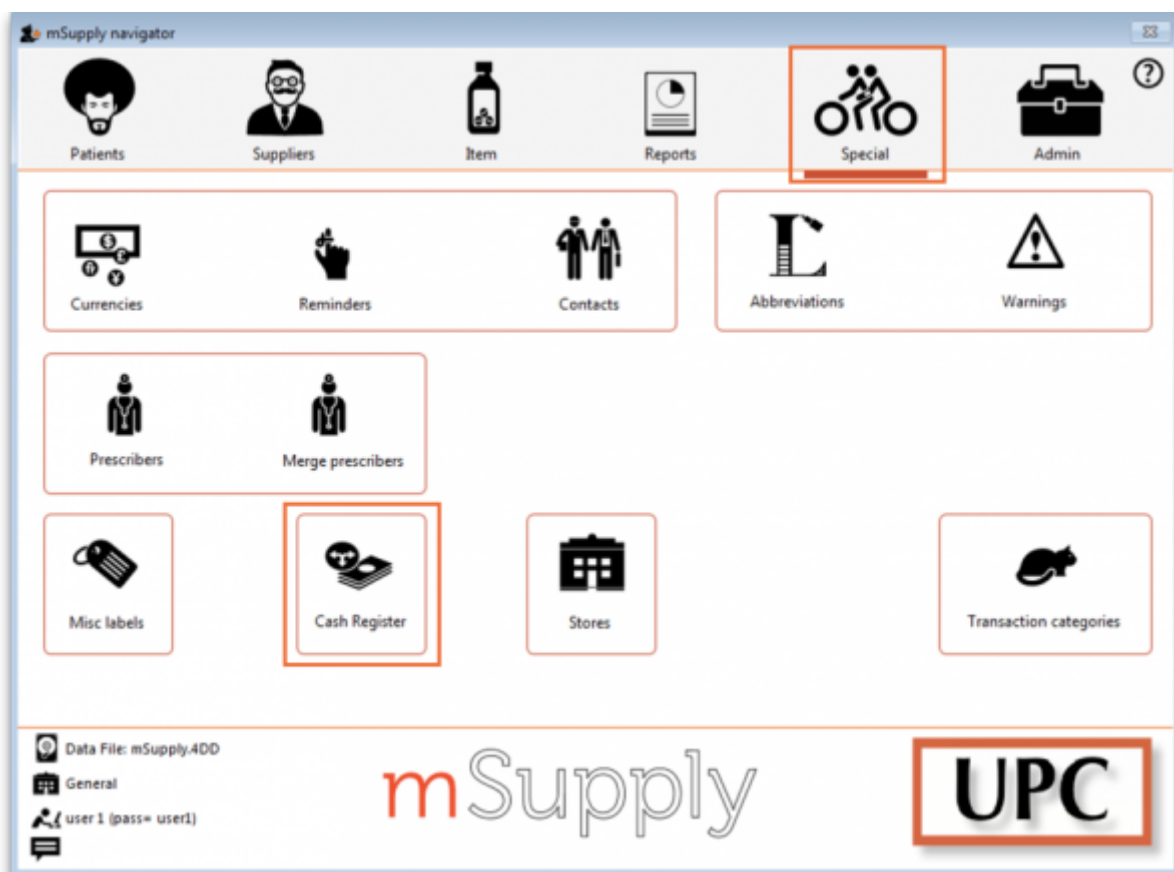 mSupply navigator
Patients
Suppliers
Item
Reports
Special
Admin
?
Currencies
Reminders
Contacts
Abbreviations
Warnings
Prescribers
Merge prescribers
Misc labels
Cash Register
Stores
Transaction categories
Data File: mSupply.4DD
General
user 1 (pass= user1)
mSupply
UPC